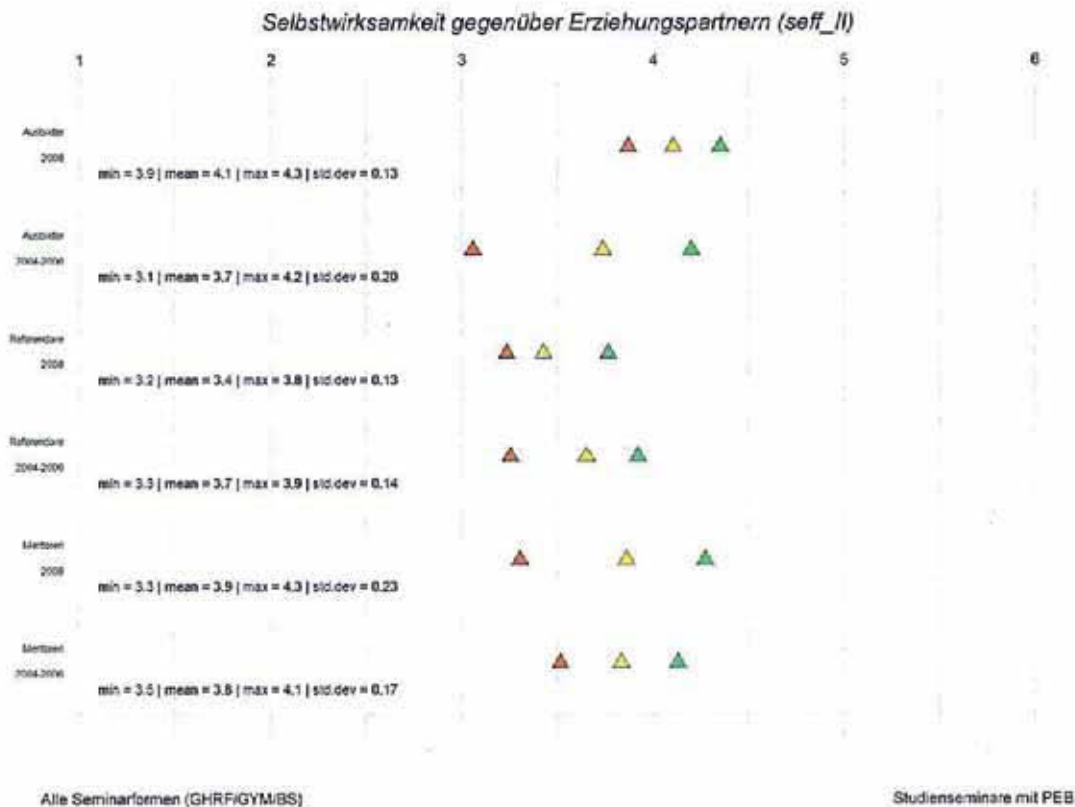 Selbstwirksamkeit gegenüber Erziehungspartnern (seff_II)
1 2 3 4 5 6
Ausbilder
2008
min = 3.9 | mean = 4.1 | max = 4.3 | std.dev = 0.13
Ausbilder
2004-2006
min = 3.1 | mean = 3.7 | max = 4.2 | std.dev = 0.20
Referendare
2008
min = 3.2 | mean = 3.4 | max = 3.8 | std.dev = 0.13
Referendare
2004-2006
min = 3.3 | mean = 3.7 | max = 3.9 | std.dev = 0.14
Mentoren
2008
min = 3.3 | mean = 3.9 | max = 4.3 | std.dev = 0.23
Mentoren
2004-2006
min = 3.5 | mean = 3.8 | max = 4.1 | std.dev = 0.17
Alle Seminarformen (GHRF/GYM/BS)
Studienseminare mit PEB